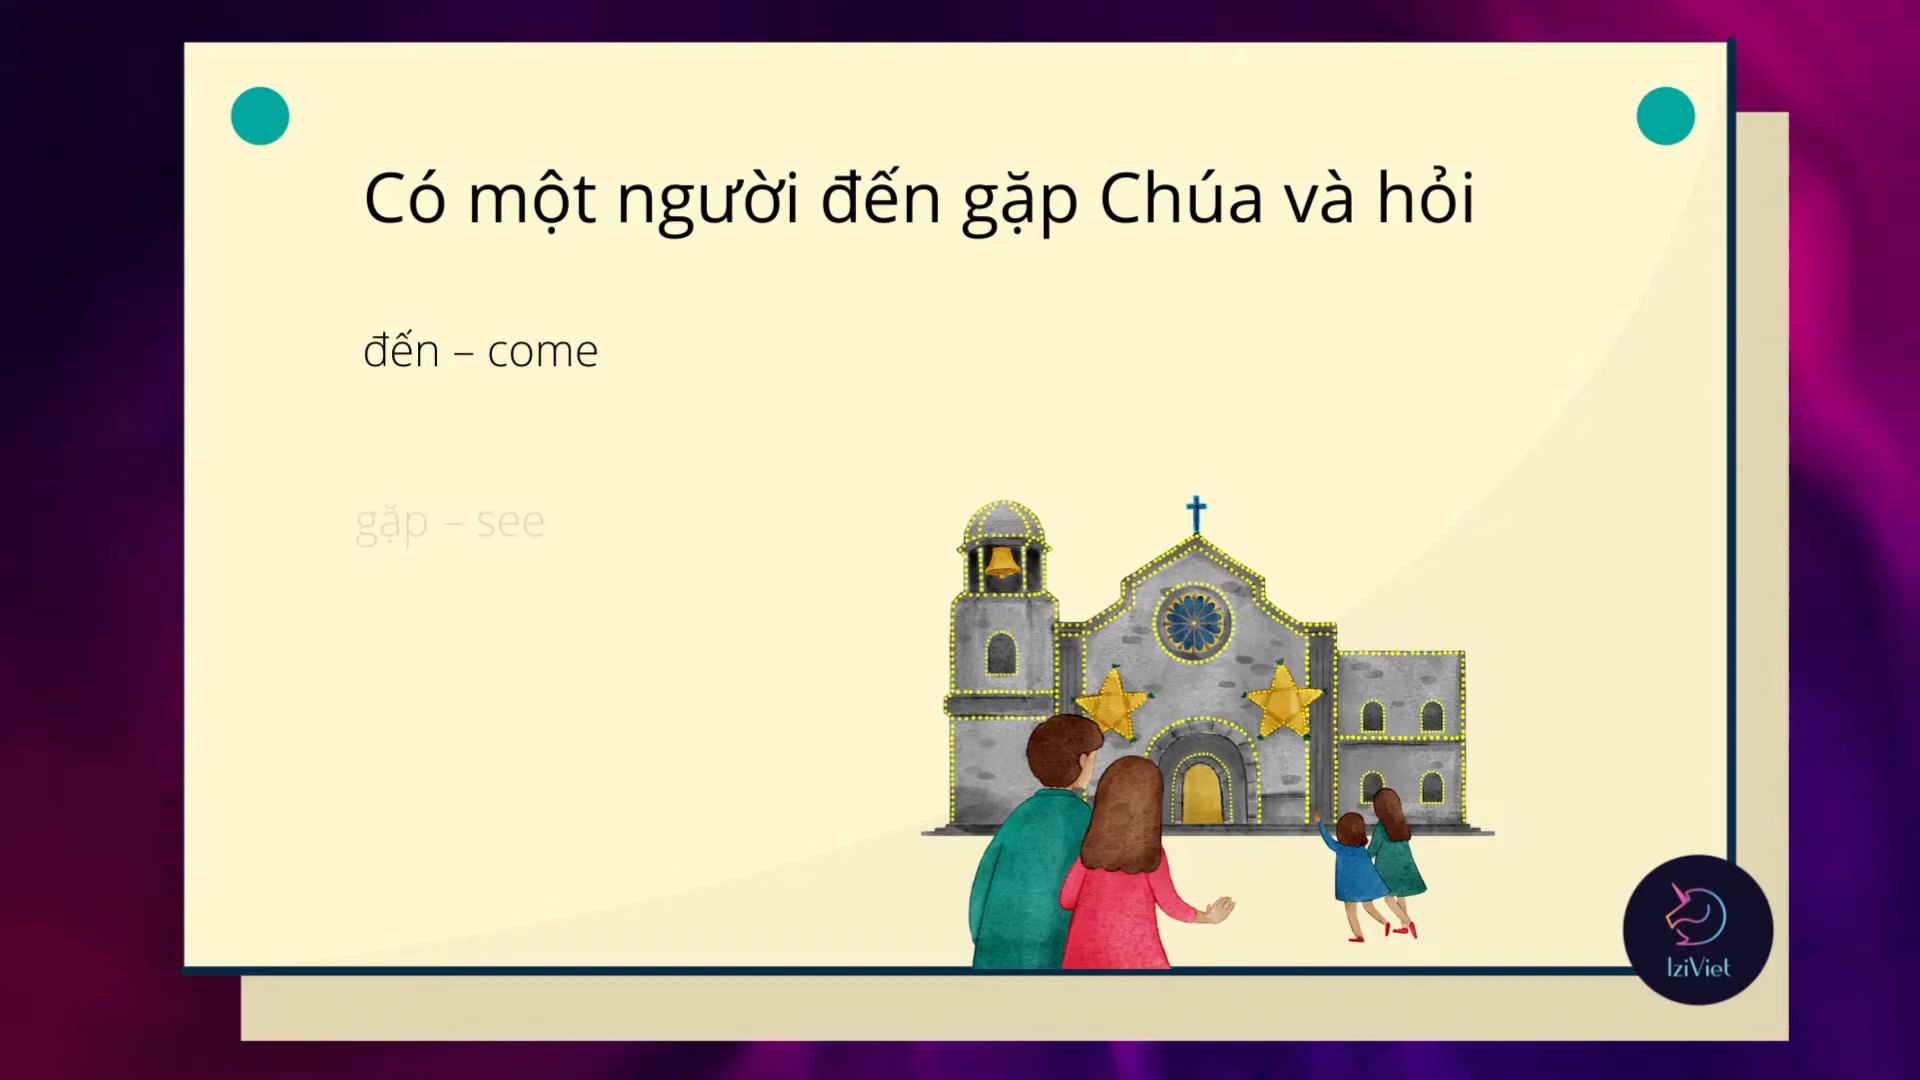 Có một người đến gặp Chúa và hỏi
đến – come
gặp – see
IziViet